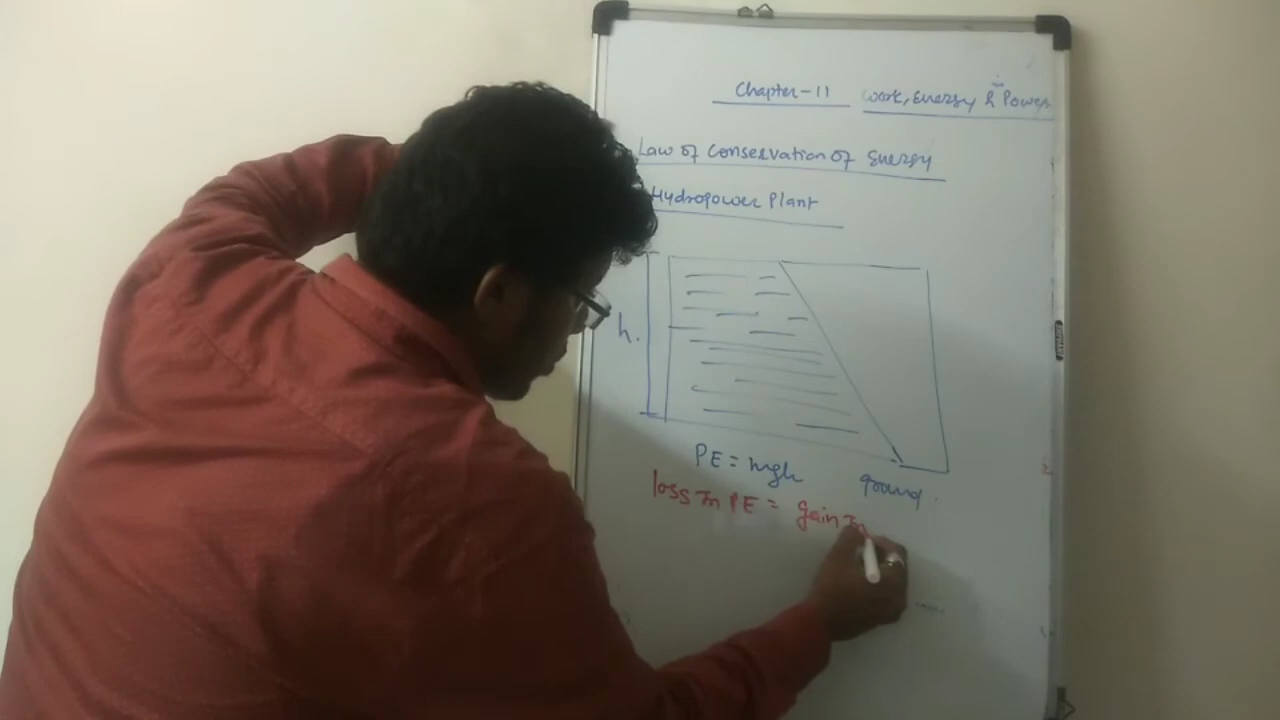 Chapter-11 Work, Energy & Power
Law of Conservation of Energy
Hydropower Plant
h.
PE = mgh
ground.
loss In PE = gain In